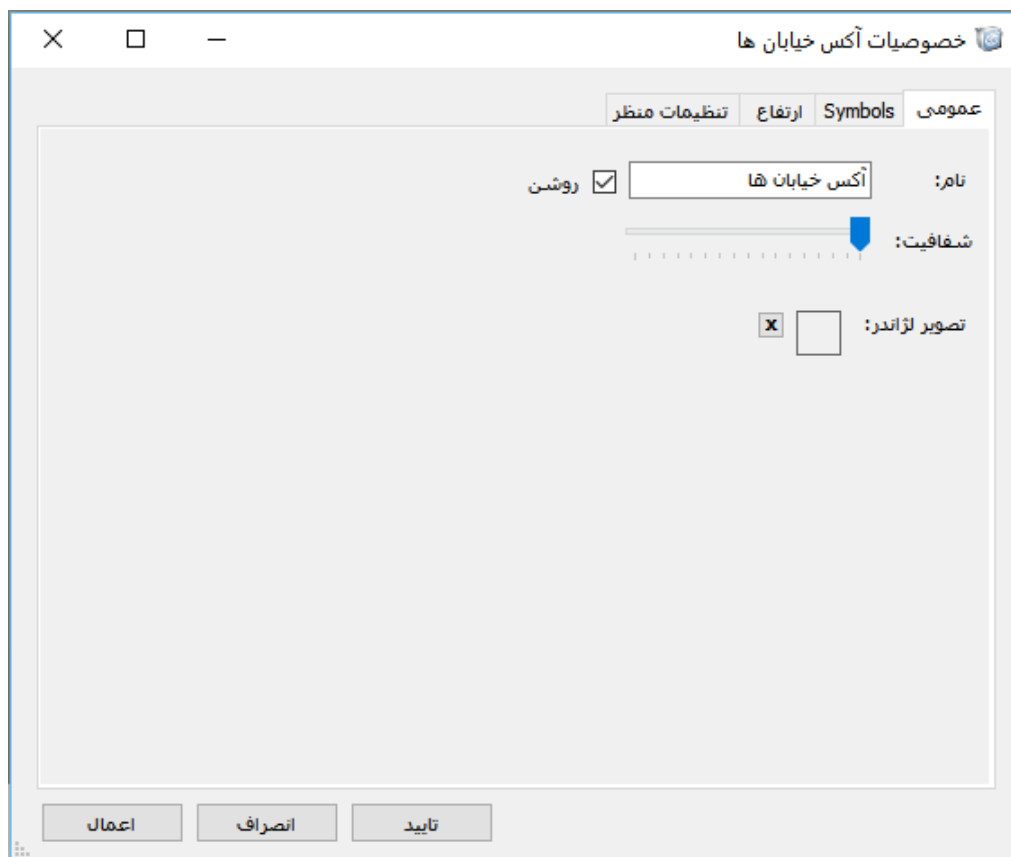 خصوصیات آکس خیابان ها
عمومی Symbols ارتفاع تنظیمات منظر
نام: آکس خیابان ها روشن
شفافیت:
تصویر لژاندر: x
تایید انصراف اعمال